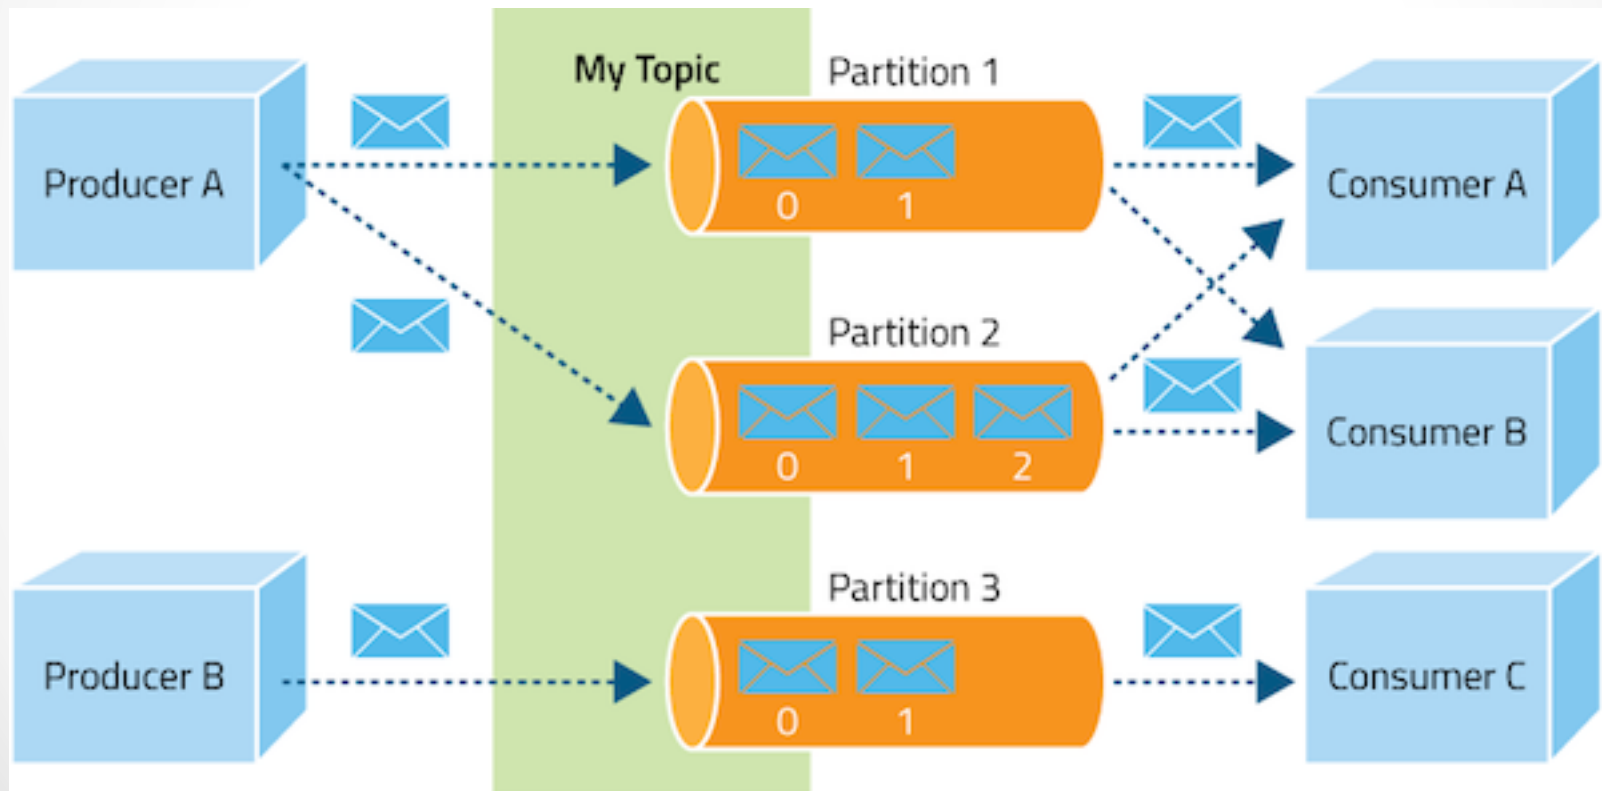 My Topic
Partition 1
Producer A
0 1
Consumer A
Partition 2
0 1 2
Consumer B
Partition 3
Producer B
0 1
Consumer C